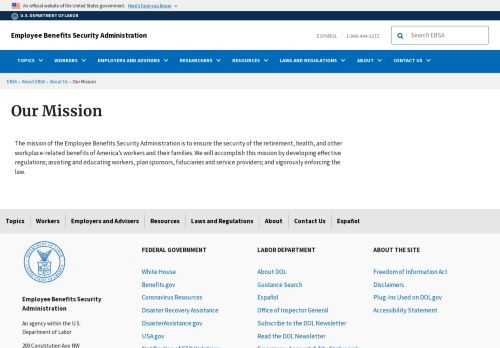 An official website of the United States government. Here's how you know
U.S. DEPARTMENT OF LABOR
Employee Benefits Security Administration
ESPAÑOL | 1-866-444-3272
Search EBSA
TOPICS WORKERS EMPLOYERS AND ADVISERS RESEARCHERS RESOURCES LAWS AND REGULATIONS ABOUT CONTACT US
EBSA » About EBSA » About Us » Our Mission
Our Mission
The mission of the Employee Benefits Security Administration is to ensure the security of the retirement, health, and other
workplace-related benefits of America's workers and their families. We will accomplish this mission by developing effective
regulations; assisting and educating workers, plan sponsors, fiduciaries and service providers; and vigorously enforcing the
law.
Topics Workers Employers and Advisers Resources Laws and Regulations About Contact Us Español
FEDERAL GOVERNMENT
White House
Benefits.gov
Coronavirus Resources
Disaster Recovery Assistance
DisasterAssistance.gov
USA.gov
LABOR DEPARTMENT
About DOL
Guidance Search
Español
Office of Inspector General
Subscribe to the DOL Newsletter
Read the DOL Newsletter
ABOUT THE SITE
Freedom of Information Act
Disclaimers
Plug-Ins Used on DOL.gov
Accessibility Statement
Employee Benefits Security
Administration
An agency within the U.S.
Department of Labor
200 Constitution Ave NW